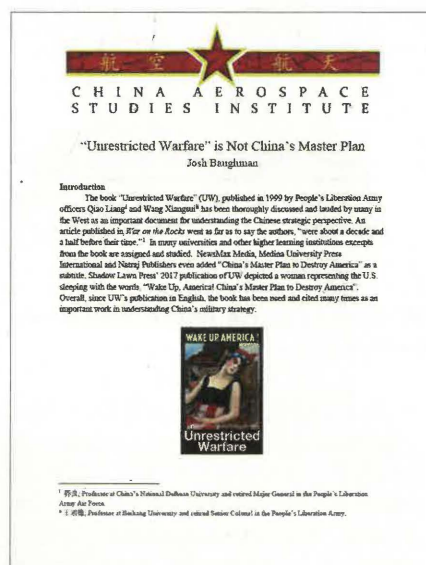 航空 航天
CHINA AEROSPACE
STUDIES INSTITUTE
"Unrestricted Warfare" is Not China's Master Plan
Josh Baughman
Introduction
The book "Unrestricted Warfare" (UW), published in 1999 by People's Liberation Army
officers Qiao Liang and Wang Xiangsui has been thoroughly discussed and lauded by many in
the West as an important document for understanding the Chinese strategic perspective. An
article published in War on the Rocks went as far as to say the authors, "were about a decade and
a half before their time."1 In many universities and other higher learning institutions excerpts
from the book are assigned and studied. NewsMax Media, Medina University Press
International and Natraj Publishers even added "China's Master Plan to Destroy America" as a
subtitle. Shadow Lawn Press' 2017 publication of UW depicted a woman representing the U.S.
sleeping with the words, "Wake Up, America! China's Master Plan to Destroy America".
Overall, since UW's publication in English, the book has been used and cited many times as an
important work in understanding China's military strategy.
WAKE UP AMERICA!
Unrestricted
Warfare
乔良; Professor at China's National Defense University and retired Major General in the People's Liberation
Army Air Force.
Professor at Beihang University and retired Senior Colonel in the People's Liberation Army.